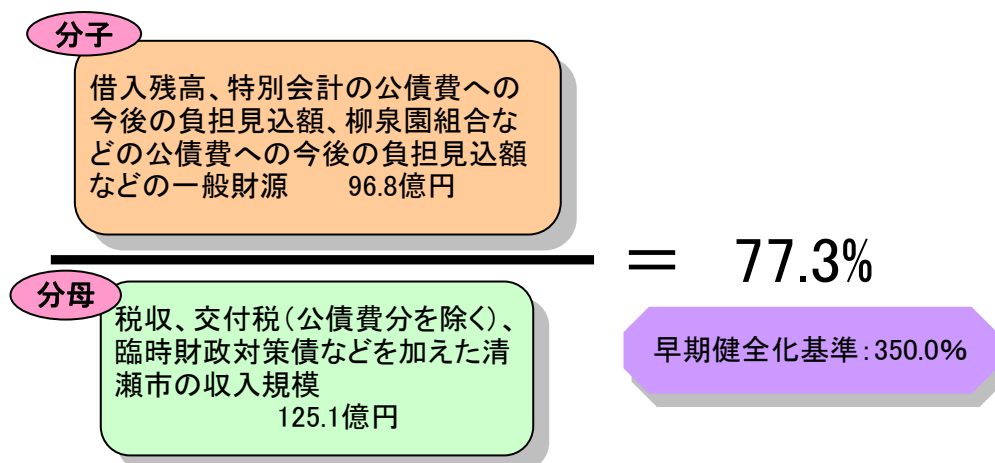 分子
借入残高、特別会計の公債費への
今後の負担見込額、柳泉園組合な
どの公債費への今後の負担見込額
などの一般財源　　96.8億円
＝ 77.3%
分母
税収、交付税(公債費分を除く)、
臨時財政対策債などを加えた清
瀬市の収入規模
125.1億円
早期健全化基準:350.0%